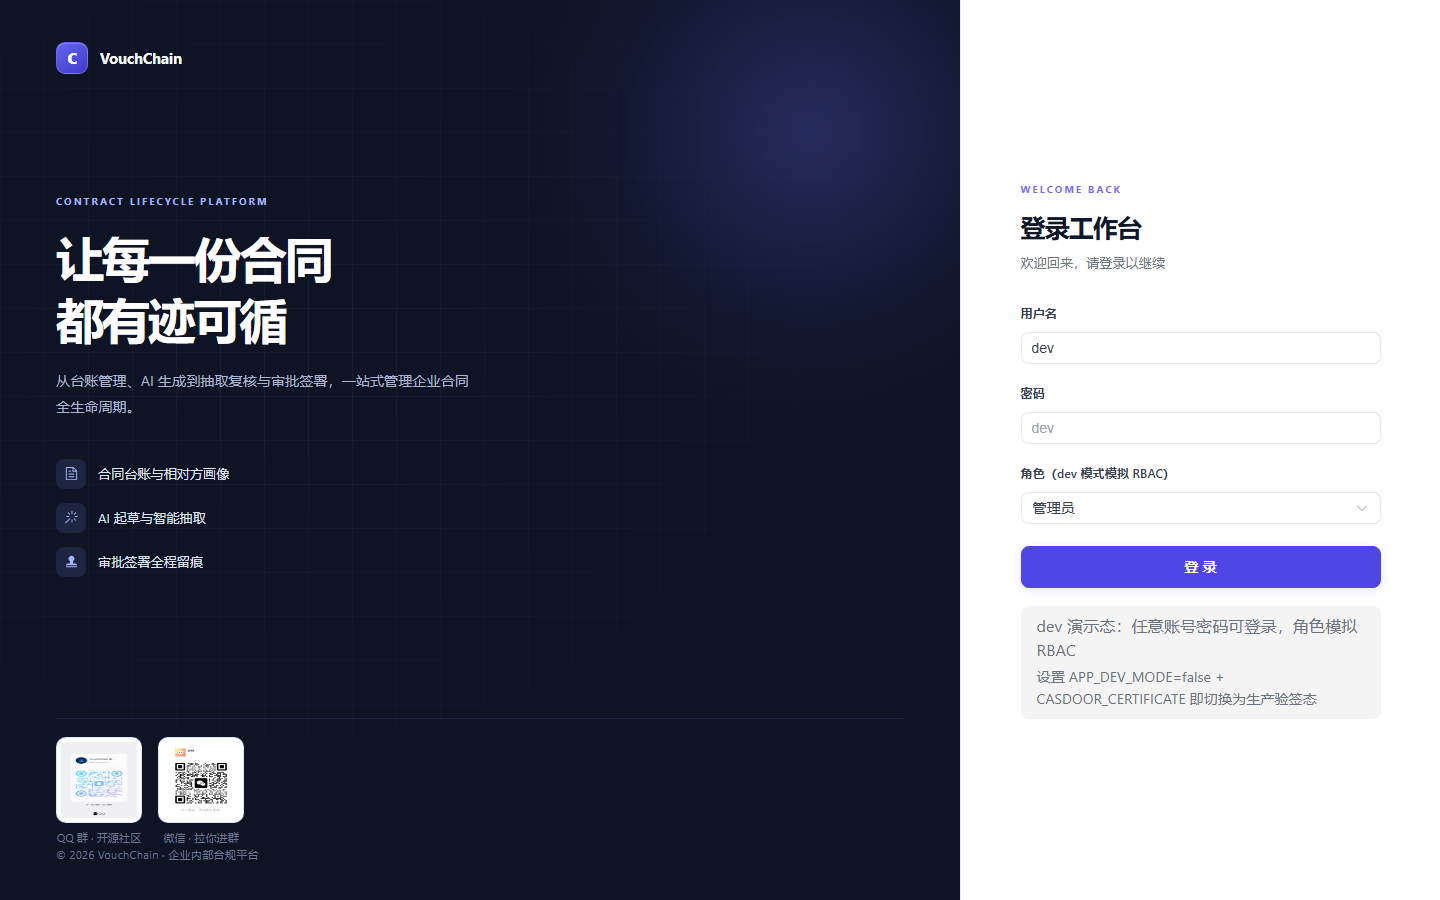 C
VouchChain
CONTRACT LIFECYCLE PLATFORM
让每一份合同
都有迹可循
从台账管理、AI 生成到抽取复核与审批签署，一站式管理企业合同
全生命周期。
合同台账与相对方画像
AI 起草与智能抽取
审批签署全程留痕
QQ 群 · 开源社区
微信 · 拉你进群
© 2026 VouchChain · 企业内部合规平台
WELCOME BACK
登录工作台
欢迎回来，请登录以继续
用户名
dev
密码
dev
角色（dev 模式模拟 RBAC）
管理员
登 录
dev 演示态：任意账号密码可登录，角色模拟
RBAC
设置 APP_DEV_MODE=false +
CASDOOR_CERTIFICATE 即切换为生产验签态